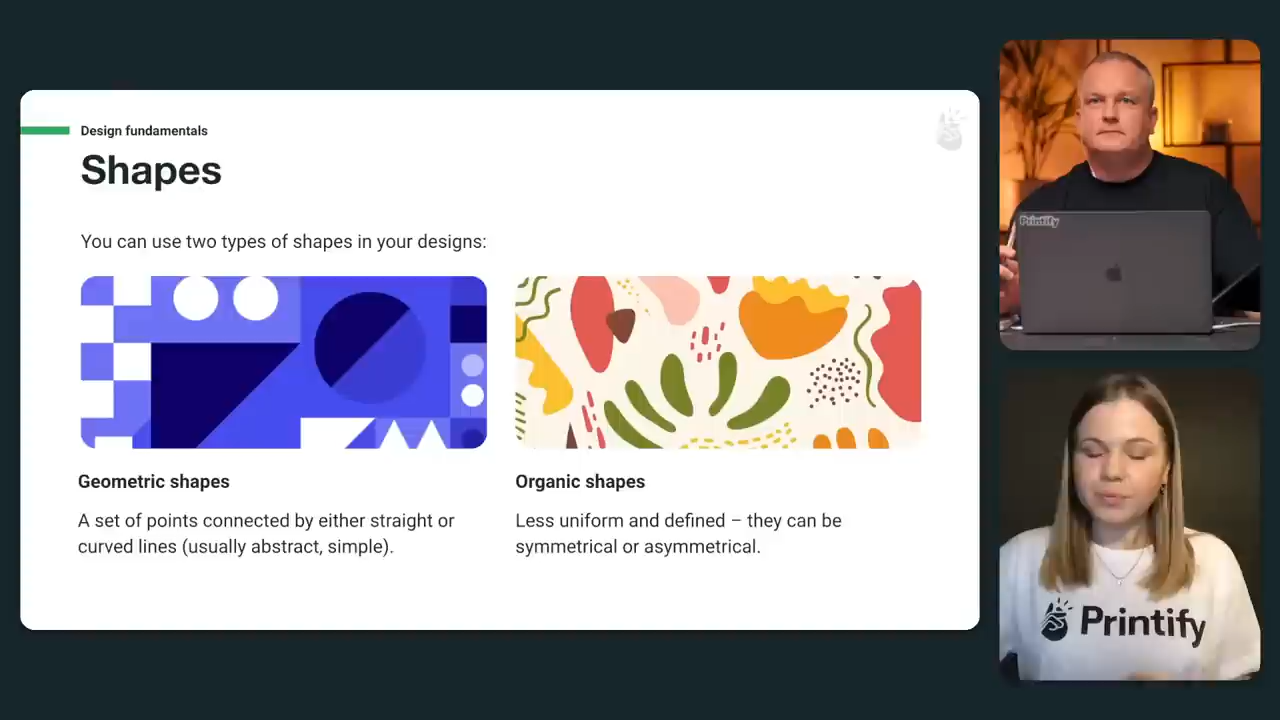 Design fundamentals
Shapes
You can use two types of shapes in your designs:
Geometric shapes
A set of points connected by either straight or
curved lines (usually abstract, simple).
Organic shapes
Less uniform and defined – they can be
symmetrical or asymmetrical.
Printify
Printify